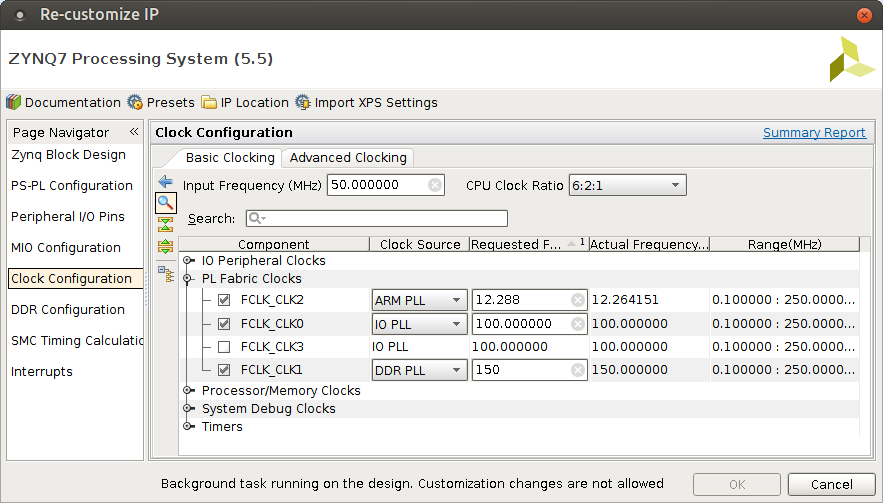 Re-customize IP
ZYNQ7 Processing System (5.5)
Documentation Presets IP Location Import XPS Settings
Page Navigator «
Zynq Block Design
PS-PL Configuration
Peripheral I/O Pins
MIO Configuration
Clock Configuration
DDR Configuration
SMC Timing Calculatio
Interrupts
Clock Configuration Summary Report
Basic Clocking Advanced Clocking
Input Frequency (MHz) 50.000000 CPU Clock Ratio 6:2:1
Search:
Component Clock Source Requested F... 1 Actual Frequency... Range(MHz)
IO Peripheral Clocks
PL Fabric Clocks
FCLK_CLK2 ARM PLL 12.288 12.264151 0.100000 : 250.0000...
FCLK_CLK0 IO PLL 100.000000 100.000000 0.100000 : 250.0000...
FCLK_CLK3 IO PLL 100.000000 100.000000 0.100000 : 250.0000...
FCLK_CLK1 DDR PLL 150 150.000000 0.100000 : 250.0000...
Processor/Memory Clocks
System Debug Clocks
Timers
Background task running on the design. Customization changes are not allowed OK Cancel